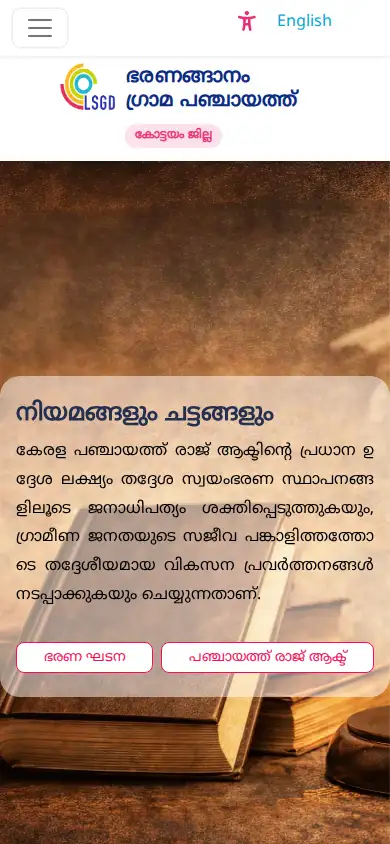 English
LSGD
ഭരണങ്ങാനം
ഗ്രാമ പഞ്ചായത്ത്
കോട്ടയം ജില്ല
നിയമങ്ങളും ചട്ടങ്ങളും
കേരള പഞ്ചായത്ത് രാജ് ആക്ടിന്റെ പ്രധാന ഉ
ദ്ദേശ ലക്ഷ്യം തദ്ദേശ സ്വയംഭരണ സ്ഥാപനങ്ങ
ളിലൂടെ ജനാധിപത്യം ശക്തിപ്പെടുത്തുകയും,
ഗ്രാമീണ ജനതയുടെ സജീവ പങ്കാളിത്തത്തോ
ടെ തദ്ദേശീയമായ വികസന പ്രവർത്തനങ്ങൾ
നടപ്പാക്കുകയും ചെയ്യുന്നതാണ്.
ഭരണ ഘടന
പഞ്ചായത്ത് രാജ് ആക്ട്